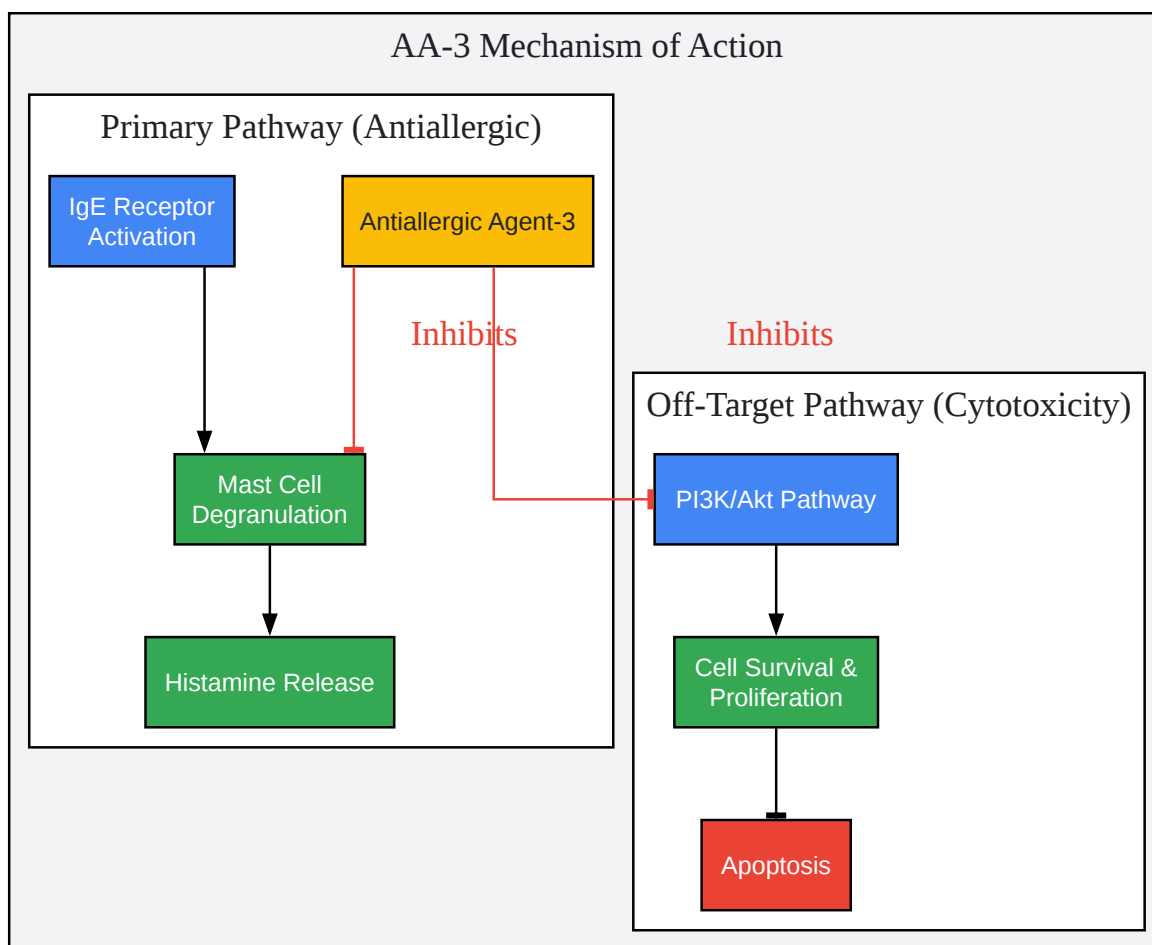 AA-3 Mechanism of Action
Primary Pathway (Antiallergic)
IgE Receptor
Activation
Antiallergic Agent-3
Inhibits
Inhibits
Mast Cell
Degranulation
Histamine Release
Off-Target Pathway (Cytotoxicity)
PI3K/Akt Pathway
Cell Survival &
Proliferation
Apoptosis